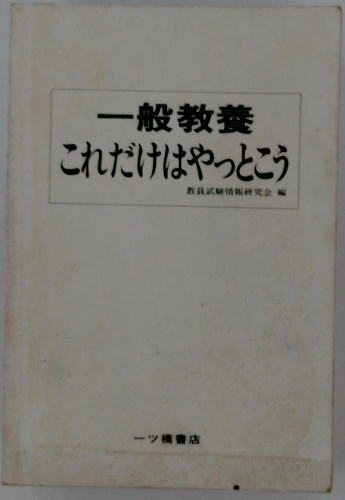 一般教養
これだけはやっとこう
教員試験情報研究会 編
一ツ橋書店